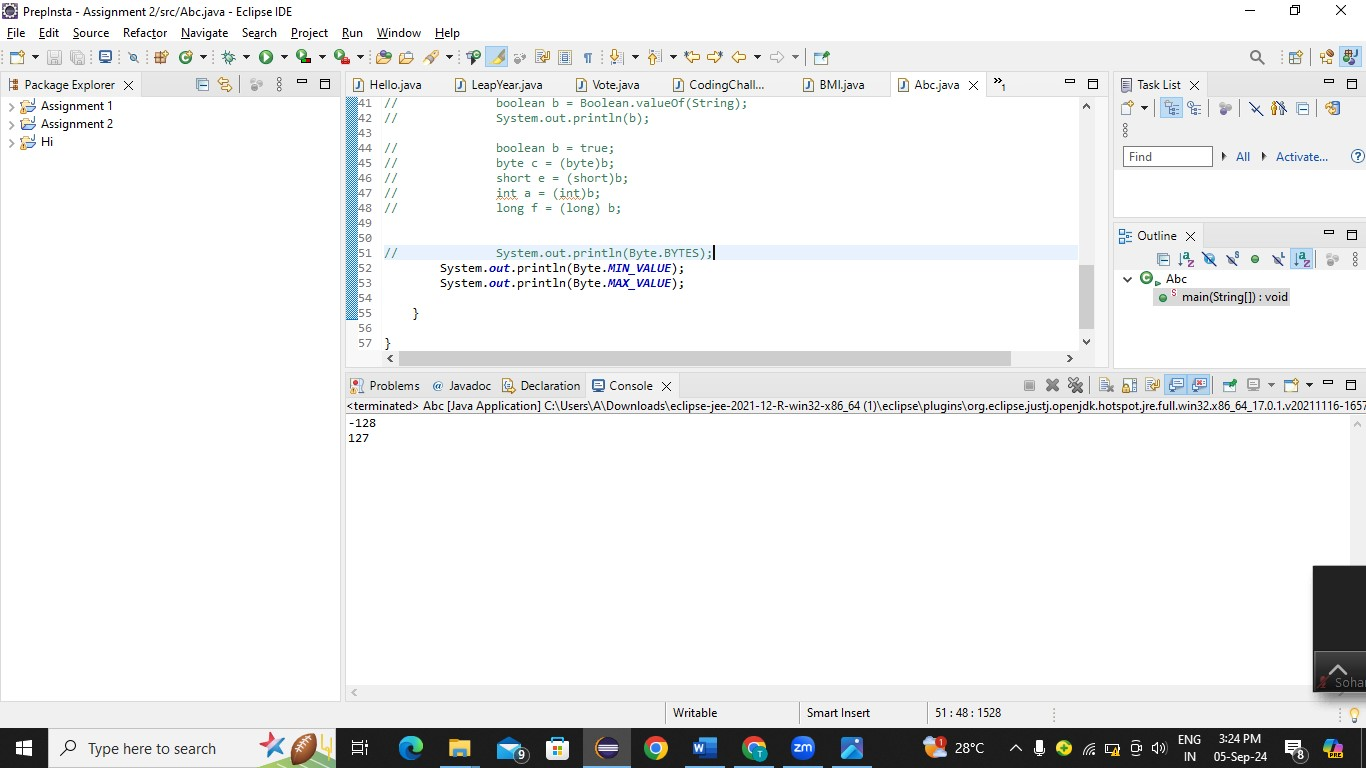 PrepInsta - Assignment 2/src/Abc.java - Eclipse IDE
File Edit Source Refactor Navigate Search Project Run Window Help
Package Explorer
Assignment 1
Assignment 2
Hi
Hello.java LeapYear.java Vote.java CodingChall... BMI.java Abc.java »1
41 // boolean b = Boolean.valueOf(String);
42 // System.out.println(b);
43
44 // boolean b = true;
45 // byte c = (byte)b;
46 // short e = (short)b;
47 // int a = (int)b;
48 // long f = (long) b;
49
50
51 // System.out.println(Byte.BYTES);
52 System.out.println(Byte.MIN_VALUE);
53 System.out.println(Byte.MAX_VALUE);
54
55 }
56
57 }
Task List
Find All Activate...
Outline
Abc
main(String[]) : void
Problems @ Javadoc Declaration Console
<terminated> Abc [Java Application] C:\Users\A\Downloads\eclipse-jee-2021-12-R-win32-x86_64 (1)\eclipse\plugins\org.eclipse.justj.openjdk.hotspot.jre.full.win32.x86_64_17.0.1.v20211116-1657
-128
127
Sohar
Writable Smart Insert 51 : 48 : 1528
Type here to search 9 zm 1 28°C ENG IN 3:24 PM 05-Sep-24 8 PRE